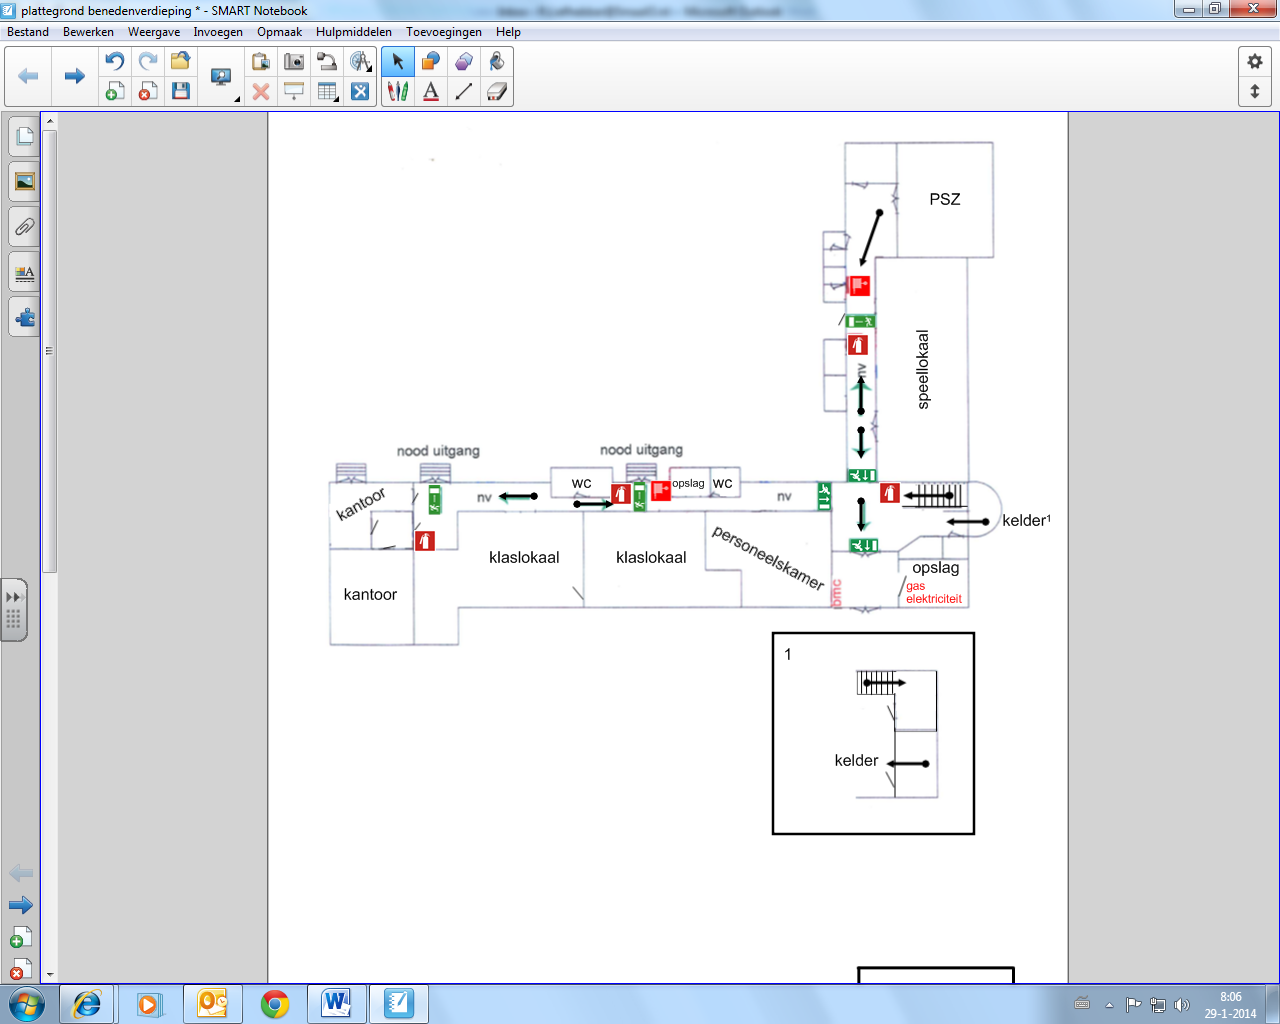 plattegrond benedenverdieping * - SMART Notebook
Bestand Bewerken Weergave Invoegen Opmaak Hulpmiddelen Toevoegingen Help
PSZ
speellokaal
nv
nood uitgang nood uitgang
kantoor
nv
wc
opslag
wc
nv
kelder¹
klaslokaal
klaslokaal
personeelskamer
kantoor
bmc
opslag
gas
elektriciteit
1
kelder
8:06
29-1-2014